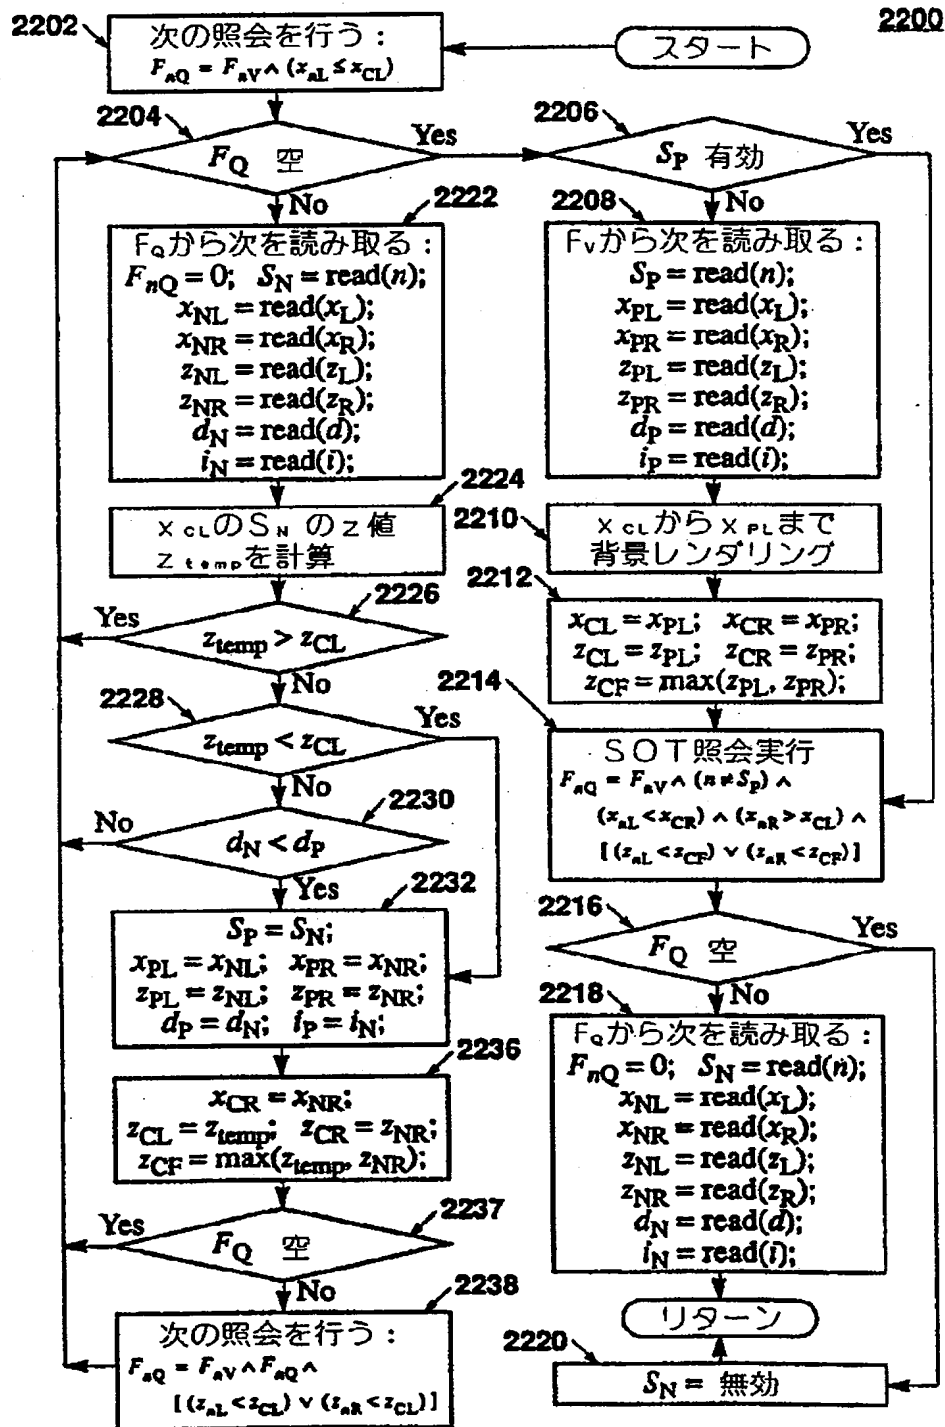 2200
スタート
2202
次の照会を行う：
F_nQ = F_nV ∧ (x_nL ≤ x_CL)
2204
F_Q 空
Yes
No
2206
S_P 有効
Yes
No
2222
F_Qから次を読み取る：
F_nQ = 0; S_N = read(n);
x_NL = read(x_L);
x_NR = read(x_R);
z_NL = read(z_L);
z_NR = read(z_R);
d_N = read(d);
i_N = read(i);
2208
F_Vから次を読み取る：
S_P = read(n);
x_PL = read(x_L);
x_PR = read(x_R);
z_PL = read(z_L);
z_PR = read(z_R);
d_P = read(d);
i_P = read(i);
2224
X_CLのS_NのZ値
Z_tempを計算
2210
X_CLからX_PLまで
背景レンダリング
2226
z_temp > z_CL
Yes
No
2212
x_CL = x_PL; x_CR = x_PR;
z_CL = z_PL; z_CR = z_PR;
z_CF = max(z_PL, z_PR);
2228
z_temp < z_CL
Yes
No
2214
SOT照会実行
F_nQ = F_nV ∧ (n ≠ S_P) ∧
(x_nL < x_CR) ∧ (x_nR > x_CL) ∧
[(z_nL < z_CF) ∨ (z_nR < z_CF)]
2230
d_N < d_P
No
Yes
2232
S_P = S_N;
x_PL = x_NL; x_PR = x_NR;
z_PL = z_NL; z_PR = z_NR;
d_P = d_N; i_P = i_N;
2216
F_Q 空
Yes
No
2218
F_Qから次を読み取る：
F_nQ = 0; S_N = read(n);
x_NL = read(x_L);
x_NR = read(x_R);
z_NL = read(z_L);
z_NR = read(z_R);
d_N = read(d);
i_N = read(i);
2236
x_CR = x_NR;
z_CL = z_temp; z_CR = z_NR;
z_CF = max(z_temp, z_NR);
2237
F_Q 空
Yes
No
2238
次の照会を行う：
F_nQ = F_nV ∧ F_nQ ∧
[(z_nL < z_CL) ∨ (z_nR < z_CL)]
リターン
2220
S_N = 無効